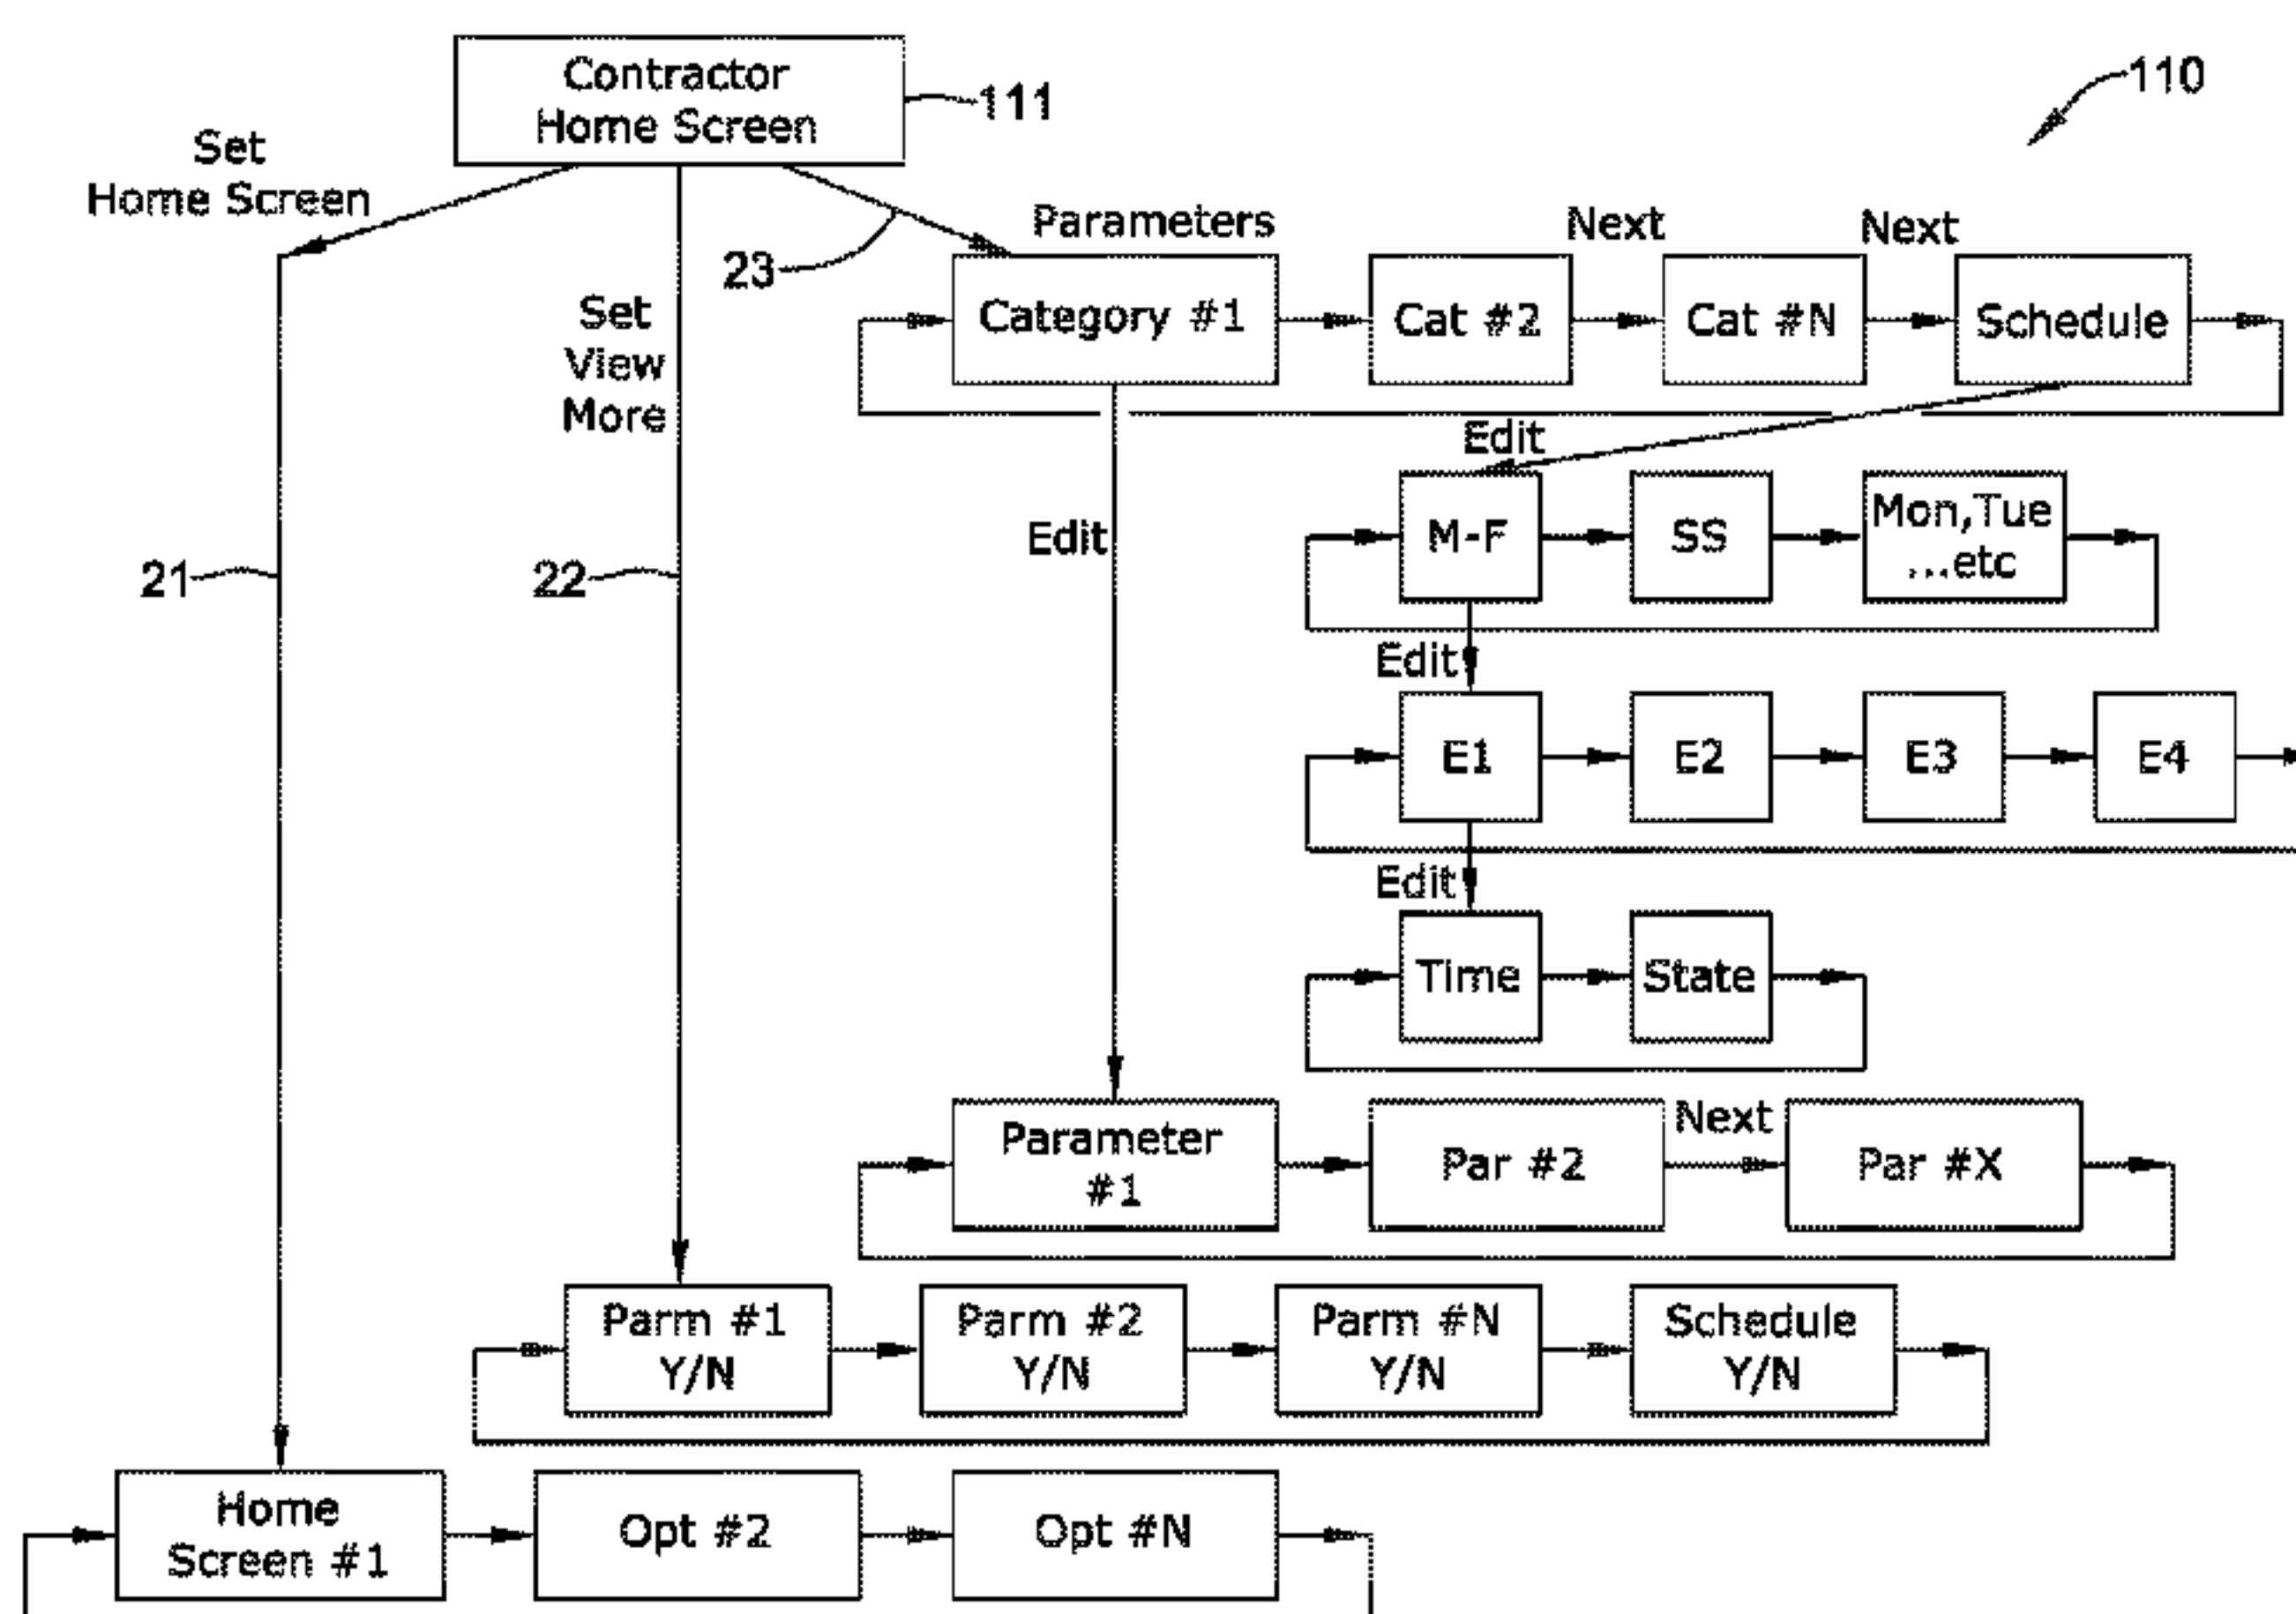 Contractor
Home Screen
111
110
Set
Home Screen
23
Parameters
Next
Next
Set
View
More
Category #1
Cat #2
Cat #N
Schedule
Edit
21
22
Edit
M-F
SS
Mon,Tue
...etc
Edit
E1
E2
E3
E4
Edit
Time
State
Parameter
#1
Par #2
Next
Par #X
Parm #1
Y/N
Parm #2
Y/N
Parm #N
Y/N
Schedule
Y/N
Home
Screen #1
Opt #2
Opt #N